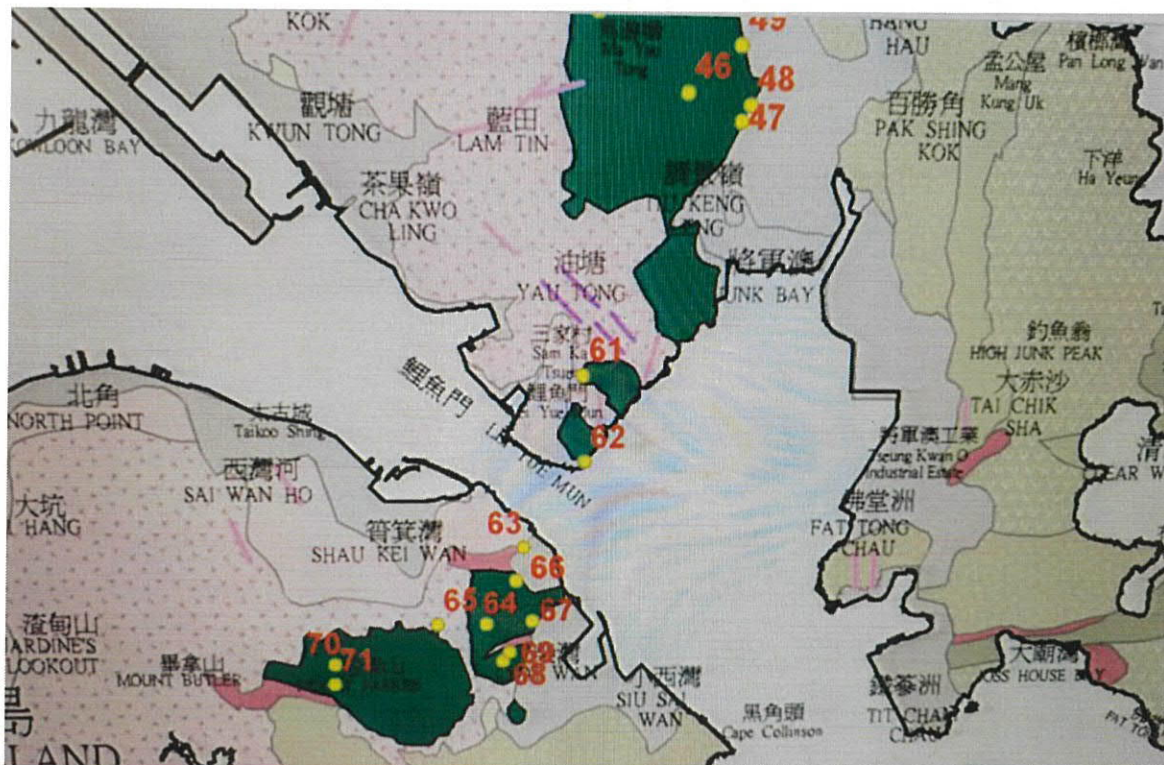 KOK
49
HANG
HAU
檳榔灣
Pan Long Wan
孟公屋
Mang
Kung Uk
46
48
47
觀塘
KWUN TONG
藍田
LAM TIN
百勝角
PAK SHING
KOK
九龍灣
KOWLOON BAY
下洋
Ha Yeung
茶果嶺
CHA KWO
LING
KENG
油塘
YAU TONG
將軍澳
JUNK BAY
三家村
Sam Ka
Tsuen
61
釣魚翁
HIGH JUNK PEAK
大赤沙
TAI CHIK
SHA
鯉魚門
LEI YUE MUN
鯉魚門
Lei Yue Mun
62
北角
NORTH POINT
太古城
Taikoo Shing
將軍澳工業
Tseung Kwan O
Industrial Estate
清
EAR W
西灣河
SAI WAN HO
大坑
HANG
佛堂洲
FAT TONG
CHAU
筲箕灣
SHAU KEI WAN
63
66
65
64
67
渣甸山
JARDINE'S
LOOKOUT
畢拿山
MOUNT BUTLER
70
71
69
68
小西灣
SIU SAI
WAN
大廟灣
JOSS HOUSE BAY
TIT CHAM
CHAU
黑角頭
Cape Collinson
島
LAND